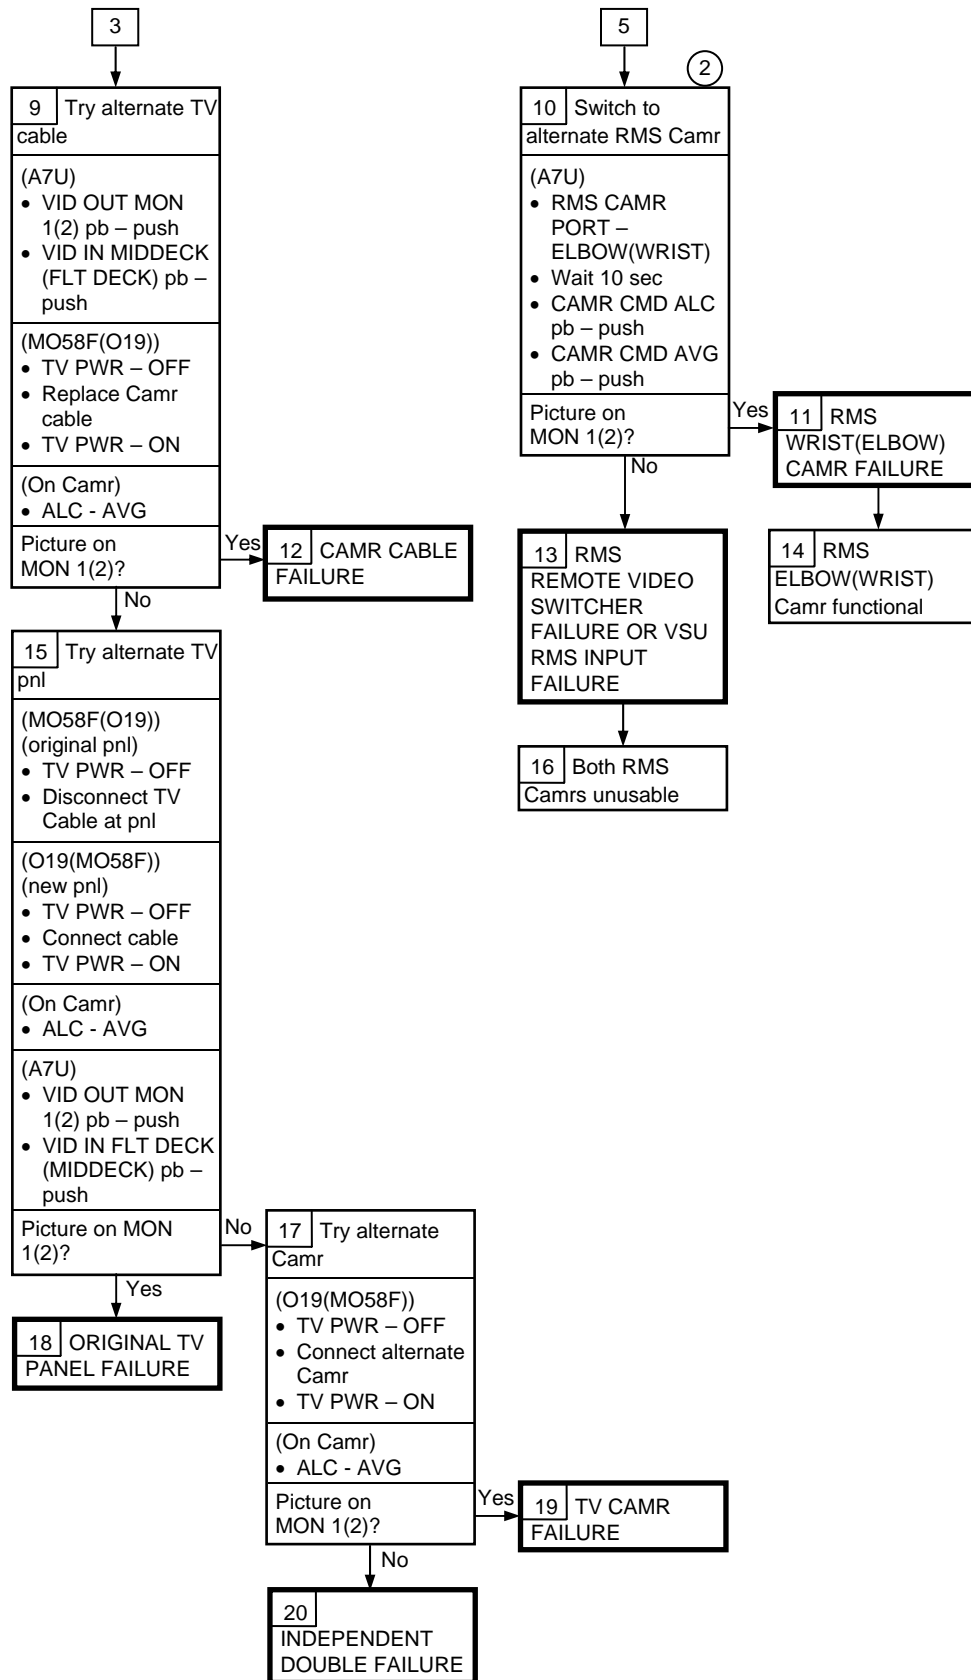 3
9 Try alternate TV
cable
(A7U)
• VID OUT MON
1(2) pb – push
• VID IN MIDDECK
(FLT DECK) pb –
push
(MO58F(O19))
• TV PWR – OFF
• Replace Camr
cable
• TV PWR – ON
(On Camr)
• ALC - AVG
Picture on
MON 1(2)?
Yes
No
12 CAMR CABLE
FAILURE
15 Try alternate TV
pnl
(MO58F(O19))
(original pnl)
• TV PWR – OFF
• Disconnect TV
Cable at pnl
(O19(MO58F))
(new pnl)
• TV PWR – OFF
• Connect cable
• TV PWR – ON
(On Camr)
• ALC - AVG
(A7U)
• VID OUT MON
1(2) pb – push
• VID IN FLT DECK
(MIDDECK) pb –
push
Picture on MON
1(2)?
No
Yes
18 ORIGINAL TV
PANEL FAILURE
17 Try alternate
Camr
(O19(MO58F))
• TV PWR – OFF
• Connect alternate
Camr
• TV PWR – ON
(On Camr)
• ALC - AVG
Picture on
MON 1(2)?
Yes
No
19 TV CAMR
FAILURE
20
INDEPENDENT
DOUBLE FAILURE
5
2
10 Switch to
alternate RMS Camr
(A7U)
• RMS CAMR
PORT –
ELBOW(WRIST)
• Wait 10 sec
• CAMR CMD ALC
pb – push
• CAMR CMD AVG
pb – push
Picture on
MON 1(2)?
Yes
No
11 RMS
WRIST(ELBOW)
CAMR FAILURE
14 RMS
ELBOW(WRIST)
Camr functional
13 RMS
REMOTE VIDEO
SWITCHER
FAILURE OR VSU
RMS INPUT
FAILURE
16 Both RMS
Camrs unusable